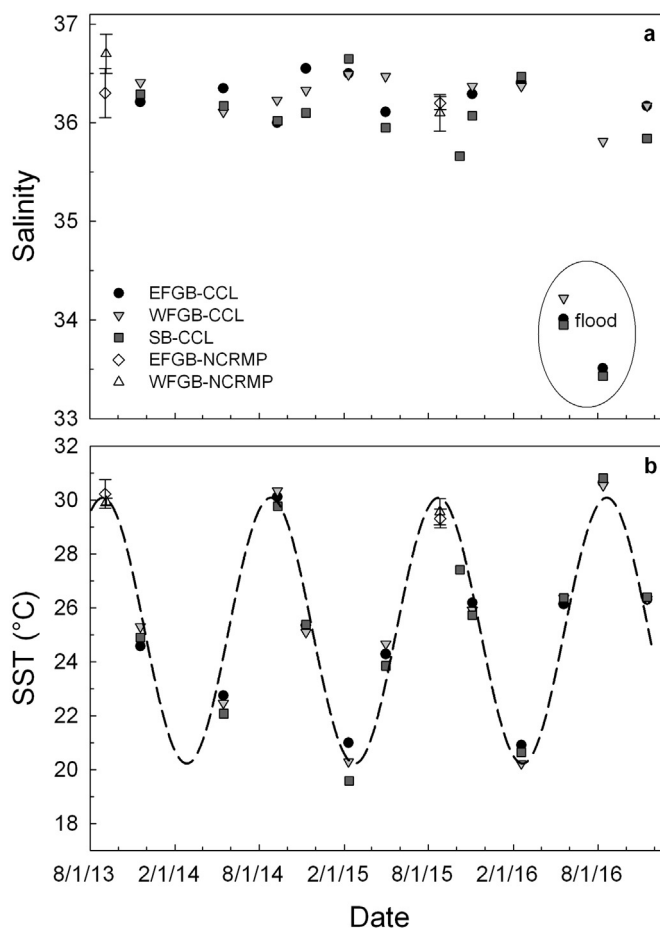 37
a
36
35
34
33
Salinity
EFGB-CCL
WFGB-CCL
SB-CCL
EFGB-NCRMP
WFGB-NCRMP
flood
32
b
30
28
26
24
22
20
18
17
SST (°C)
8/1/13 2/1/14 8/1/14 2/1/15 8/1/15 2/1/16 8/1/16
Date